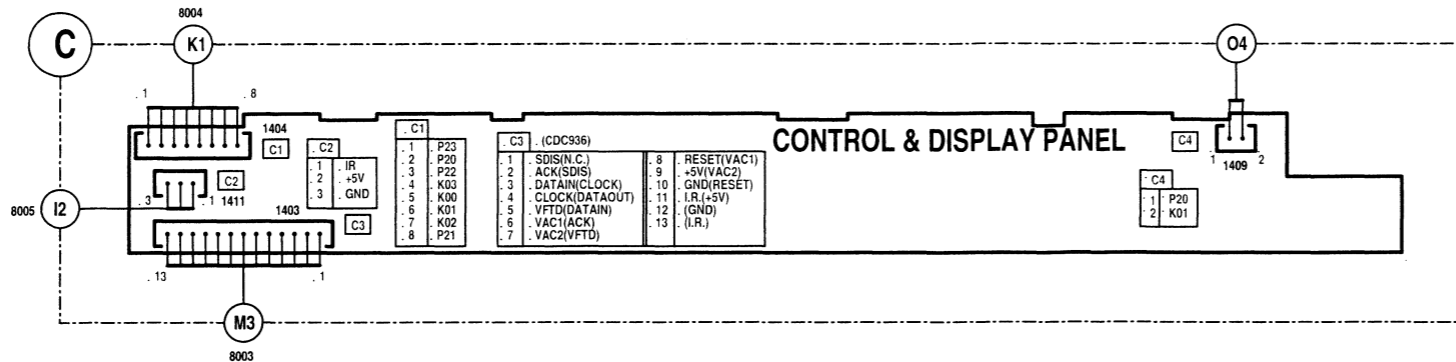 8004
C
K1
O4
. 1
. 8
1404
C1
. C2
. 1 . IR
. 2 . +5V
. 3 . GND
. C1
. 1 . P23
. 2 . P20
. 3 . P22
. 4 . K03
. 5 . K00
. 6 . K01
. 7 . K02
. 8 . P21
. C3 . (CDC936)
. 1 . SDIS(N.C.) . 8 . RESET(VAC1)
. 2 . ACK(SDIS) . 9 . +5V(VAC2)
. 3 . DATAIN(CLOCK) . 10 . GND(RESET)
. 4 . CLOCK(DATAOUT) . 11 . I.R.(+5V)
. 5 . VFTD(DATAIN) . 12 . (GND)
. 6 . VAC1(ACK) . 13 . (I.R.)
. 7 . VAC2(VFTD)
CONTROL & DISPLAY PANEL
C4
. 1
. 2
1409
. C4
. 1 . P20
. 2 . K01
C2
8005
I2
. 3
. 1
1411
1403
C3
. 13
. 1
M3
8003